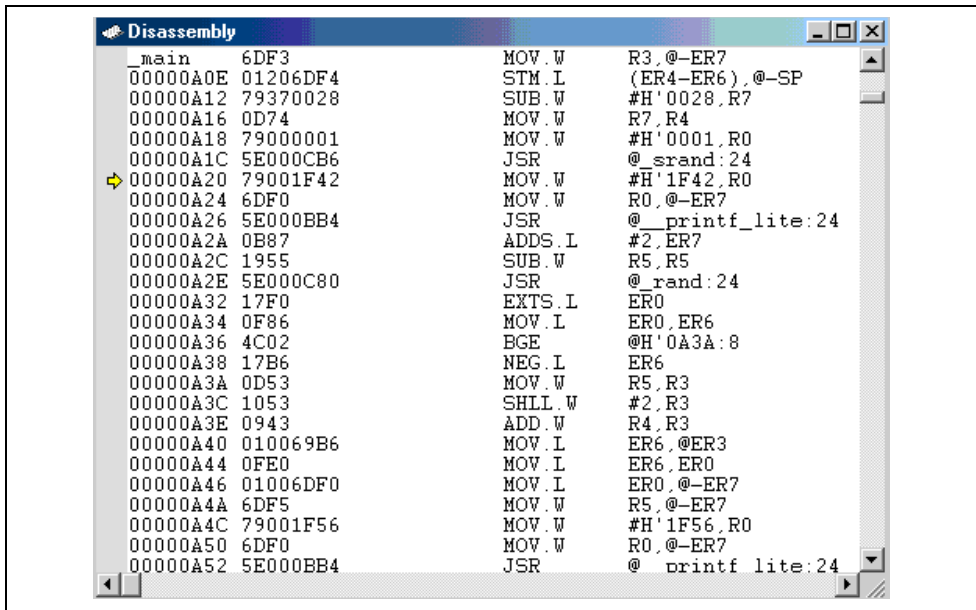 Disassembly
_main 6DF3 MOV.W R3,@-ER7
00000A0E 01206DF4 STM.L (ER4-ER6),@-SP
00000A12 79370028 SUB.W #H'0028,R7
00000A16 0D74 MOV.W R7,R4
00000A18 79000001 MOV.W #H'0001,R0
00000A1C 5E000CB6 JSR @_srand:24
00000A20 79001F42 MOV.W #H'1F42,R0
00000A24 6DF0 MOV.W R0,@-ER7
00000A26 5E000BB4 JSR @__printf_lite:24
00000A2A 0B87 ADDS.L #2,ER7
00000A2C 1955 SUB.W R5,R5
00000A2E 5E000C80 JSR @_rand:24
00000A32 17F0 EXTS.L ER0
00000A34 0F86 MOV.L ER0,ER6
00000A36 4C02 BGE @H'0A3A:8
00000A38 17B6 NEG.L ER6
00000A3A 0D53 MOV.W R5,R3
00000A3C 1053 SHLL.W #2,R3
00000A3E 0943 ADD.W R4,R3
00000A40 010069B6 MOV.L ER6,@ER3
00000A44 0FE0 MOV.L ER6,ER0
00000A46 01006DF0 MOV.L ER0,@-ER7
00000A4A 6DF5 MOV.W R5,@-ER7
00000A4C 79001F56 MOV.W #H'1F56,R0
00000A50 6DF0 MOV.W R0,@-ER7
00000A52 5E000BB4 JSR @__printf_lite:24